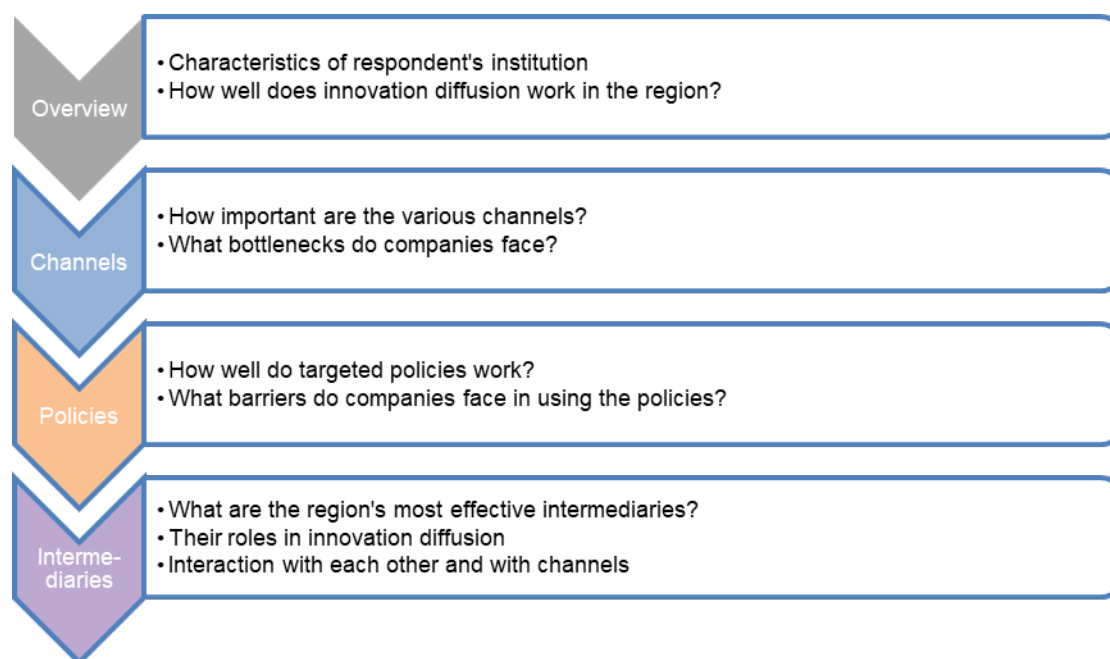 Overview
• Characteristics of respondent's institution
• How well does innovation diffusion work in the region?
Channels
• How important are the various channels?
• What bottlenecks do companies face?
Policies
• How well do targeted policies work?
• What barriers do companies face in using the policies?
Interme-
diaries
• What are the region's most effective intermediaries?
• Their roles in innovation diffusion
• Interaction with each other and with channels